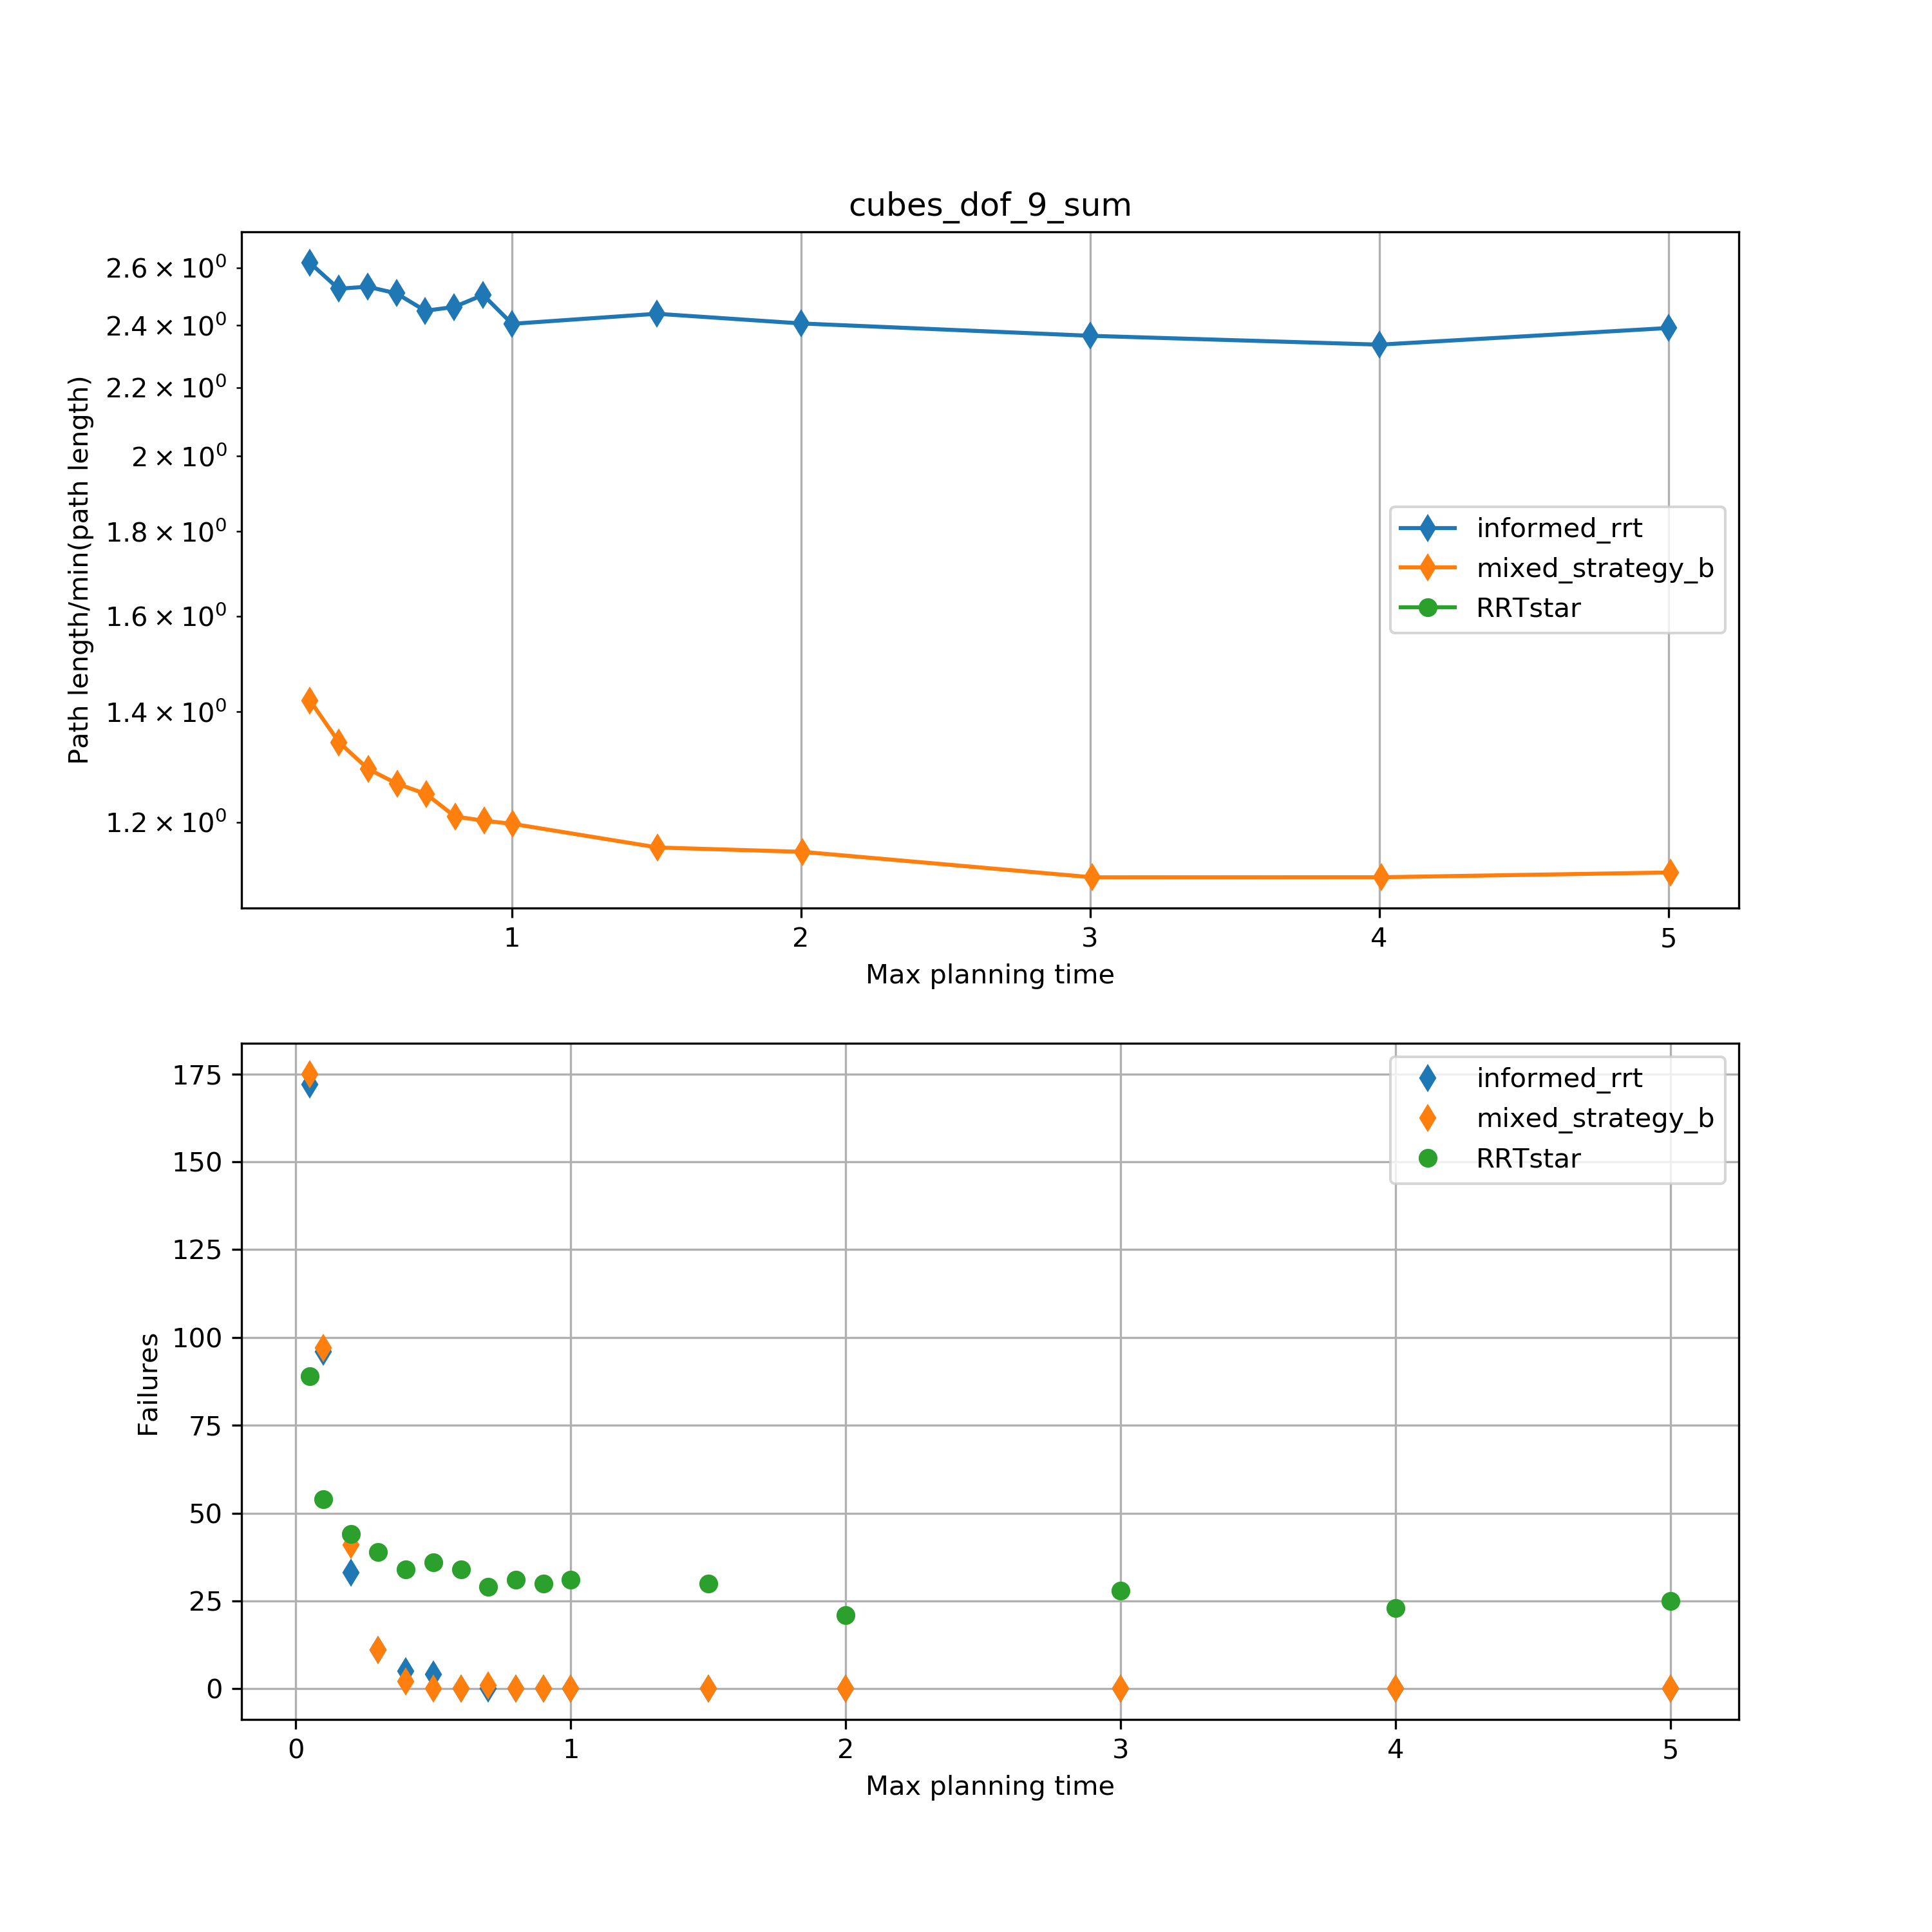 cubes_dof_9_sum
2.6 × 10⁰
2.4 × 10⁰
2.2 × 10⁰
2 × 10⁰
1.8 × 10⁰
1.6 × 10⁰
1.4 × 10⁰
1.2 × 10⁰
Path length/min(path length)
informed_rrt
mixed_strategy_b
RRTstar
1 2 3 4 5
Max planning time
175
150
125
100
75
50
25
0
Failures
informed_rrt
mixed_strategy_b
RRTstar
0 1 2 3 4 5
Max planning time